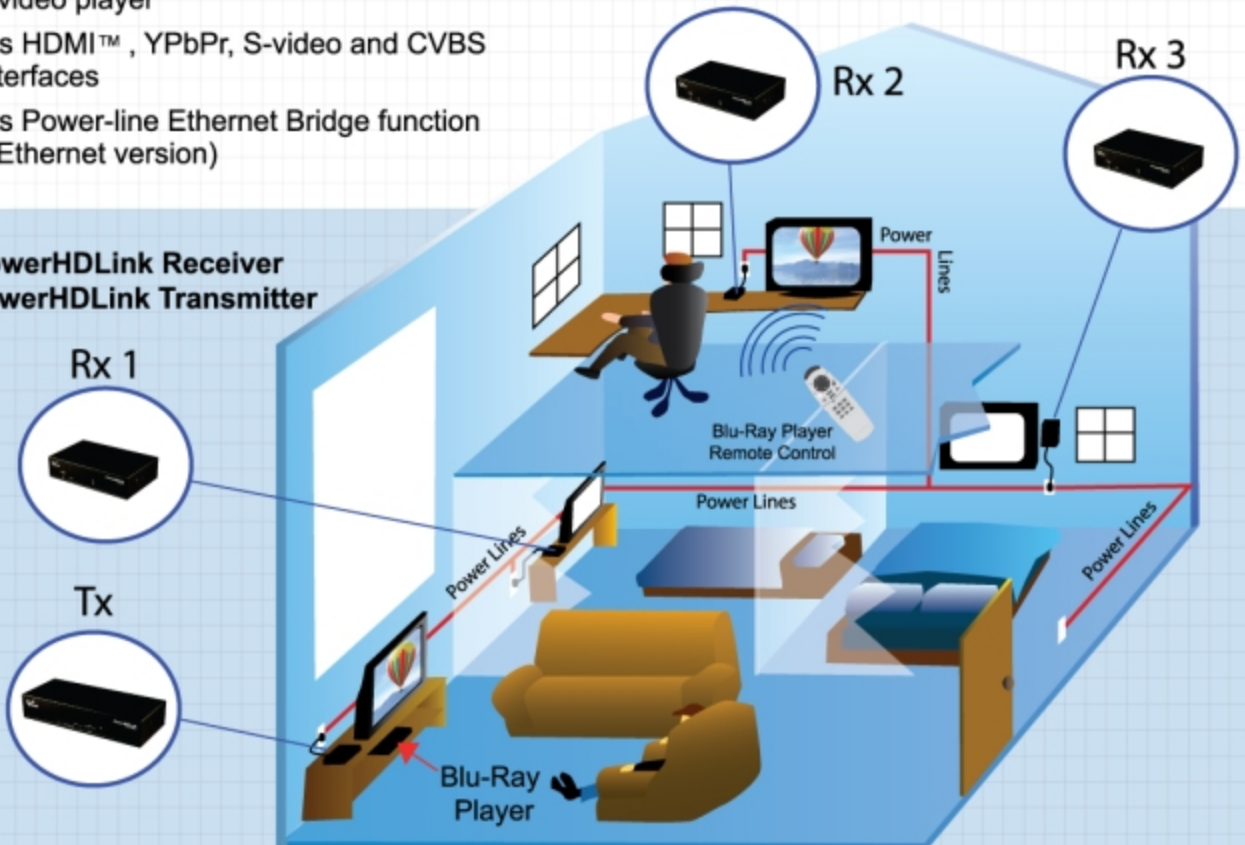 video player
s HDMI™ , YPbPr, S-video and CVBS
terfaces
s Power-line Ethernet Bridge function
Ethernet version)
werHDLink Receiver
werHDLink Transmitter
Rx 1
Tx
Rx 2
Rx 3
Power
Lines
Blu-Ray Player
Remote Control
Power Lines
Power Lines
Power Lines
Blu-Ray
Player